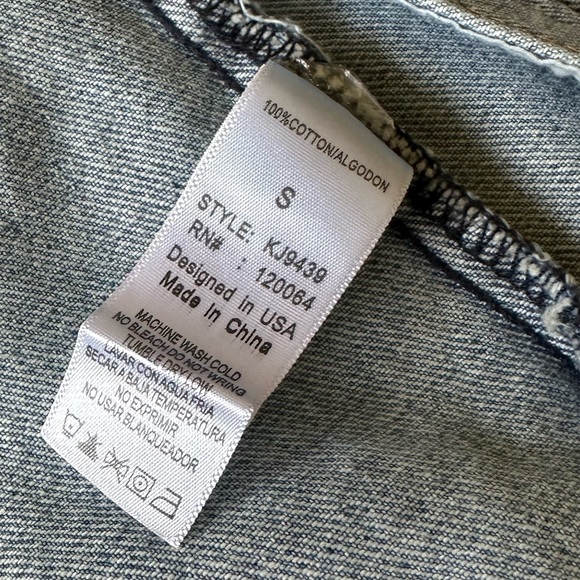 100%COTTON/ALGODON
S
STYLE: KJ9439
RN# : 120064
Designed in USA
Made In China
MACHINE WASH COLD
NO BLEACH DO NOT WRING
TUMBLE DRY LOW
LAVAR CON AGUA FRIA
SECAR A BAJA TEMPERATURA
NO EXPRIMIR
NO USAR BLANQUEADOR